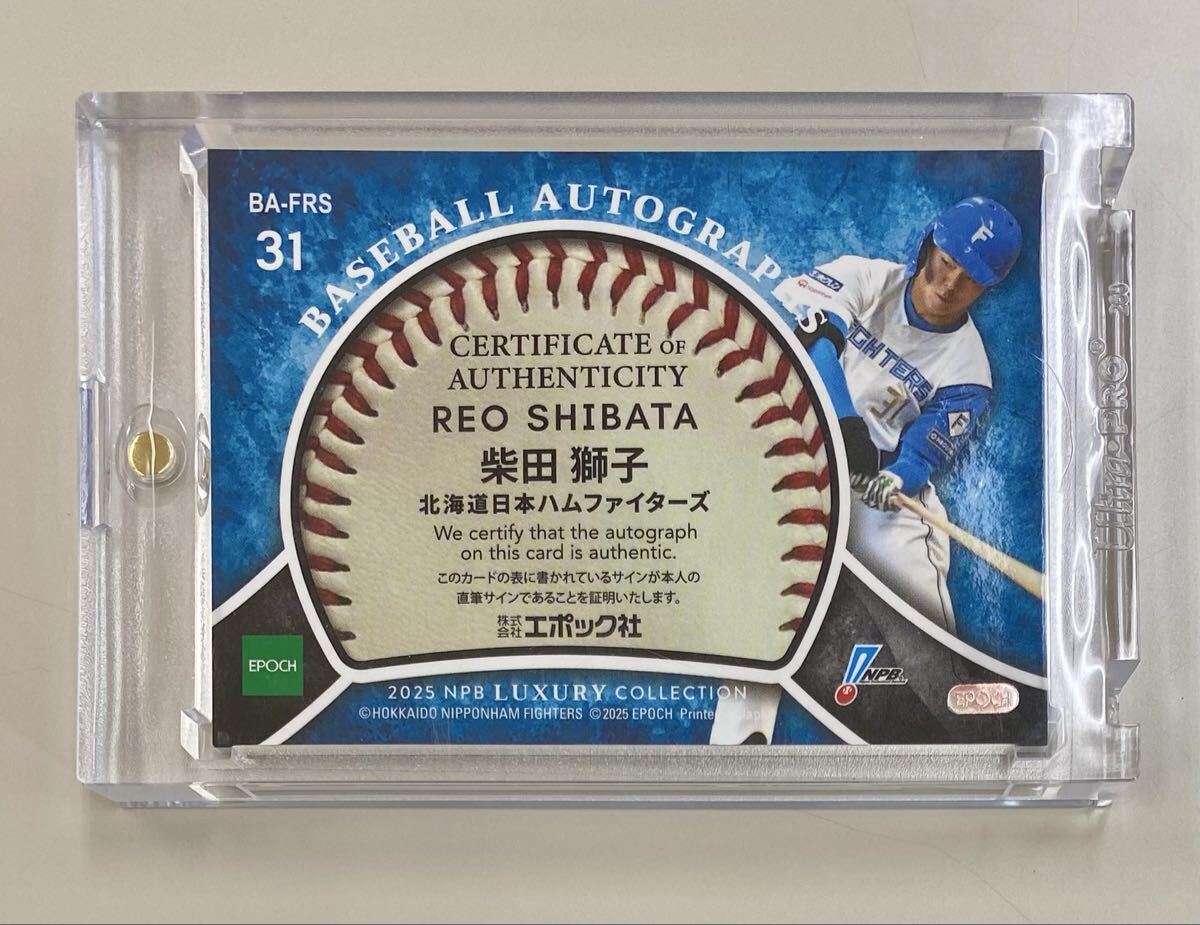 BA-FRS
31
BASEBALL AUTOGRAPHS
CERTIFICATE OF
AUTHENTICITY
REO SHIBATA
柴田 獅子
北海道日本ハムファイターズ
We certify that the autograph
on this card is authentic.
このカードの表に書かれているサインが本人の
直筆サインであることを証明いたします。
株式会社エポック社
EPOCH
2025 NPB LUXURY COLLECTION
©HOKKAIDO NIPPONHAM FIGHTERS ©2025 EPOCH
F
FIGHTERS
31
F
NPB
EPOCH
Ultra·PRO